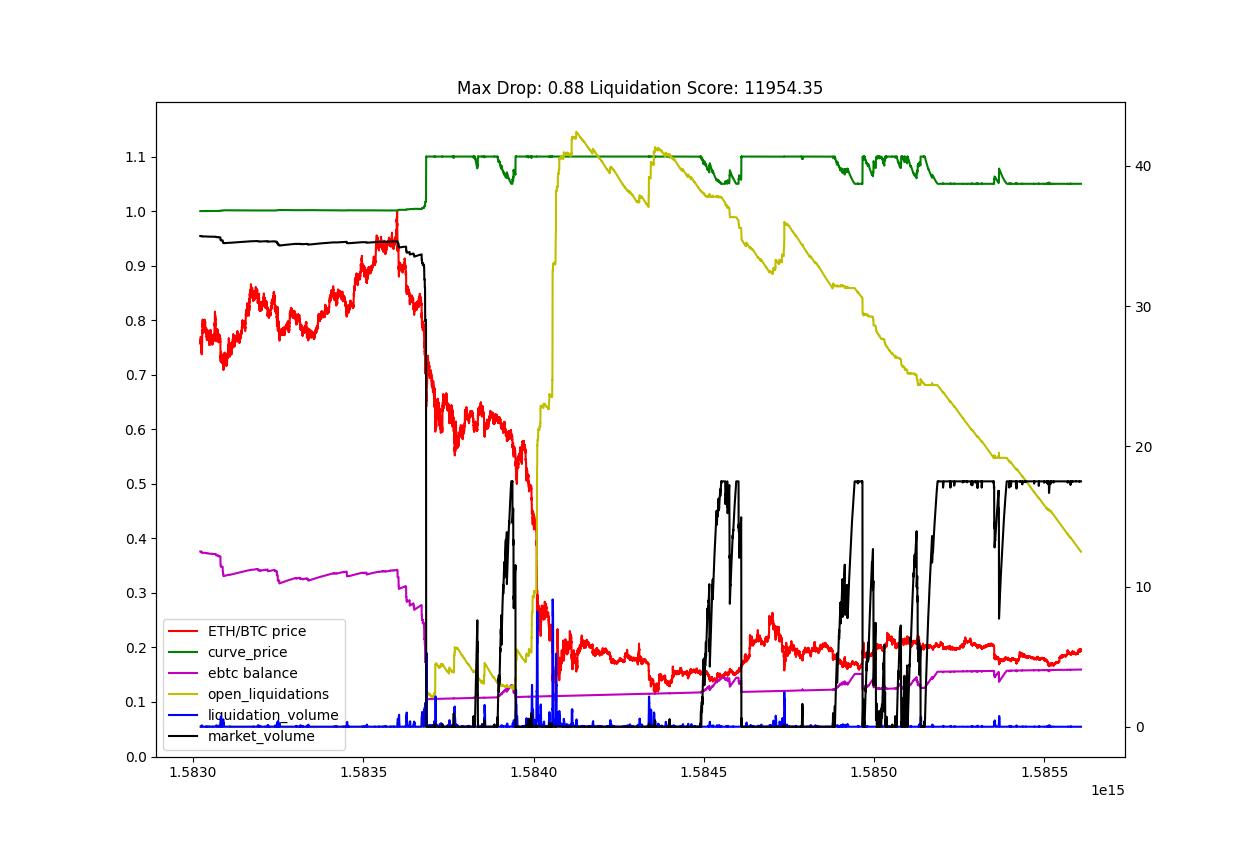 Max Drop: 0.88 Liquidation Score: 11954.35
1.1
1.0
0.9
0.8
0.7
0.6
0.5
0.4
0.3
0.2
0.1
0.0
40
30
20
10
0
ETH/BTC price
curve_price
ebtc balance
open_liquidations
liquidation_volume
market_volume
1.5830 1.5835 1.5840 1.5845 1.5850 1.5855
1e15